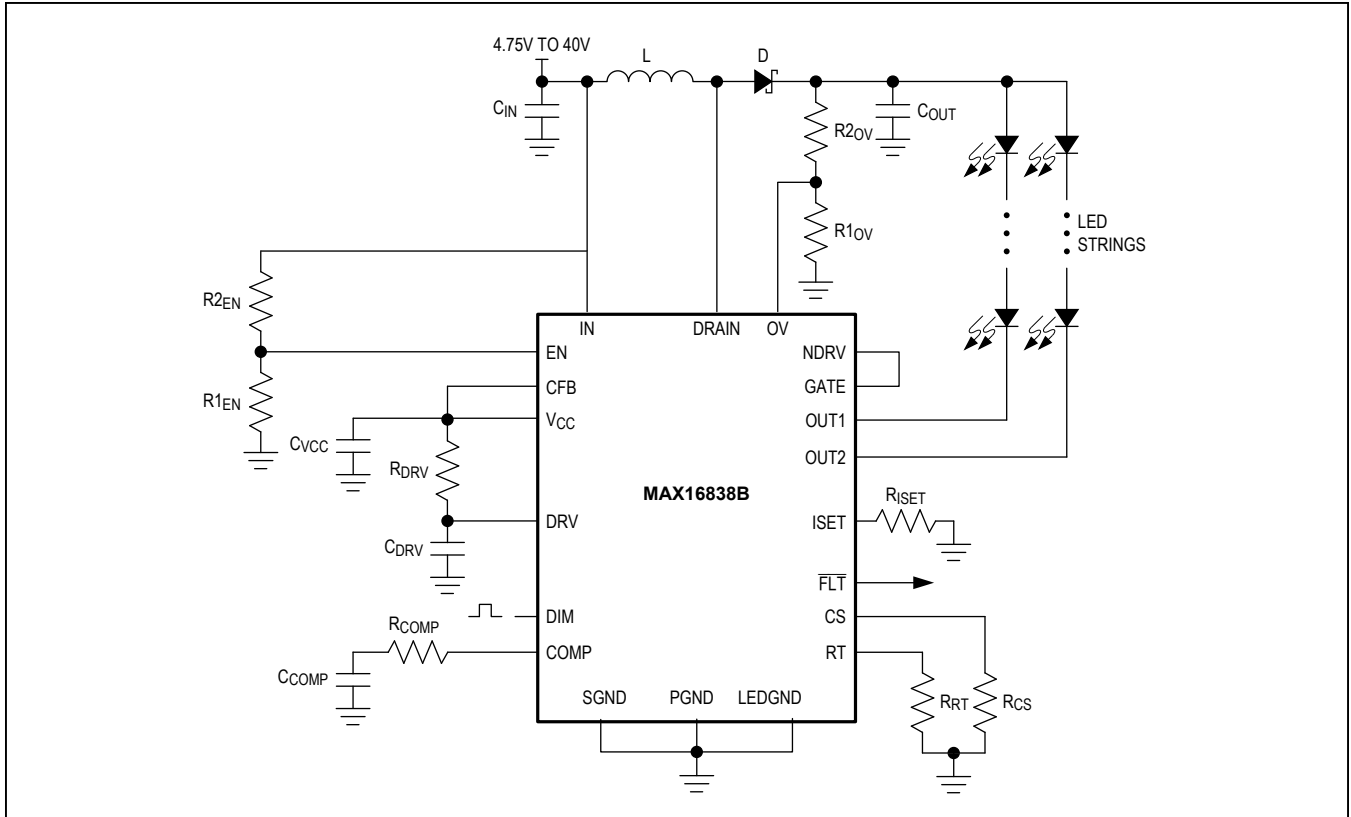 4.75V TO 40V
L
D
CIN
R2OV
COUT
R1OV
LED
STRINGS
R2EN
R1EN
IN
DRAIN
OV
EN
NDRV
CFB
GATE
VCC
OUT1
CVCC
RDRV
OUT2
MAX16838B
RISET
DRV
ISET
CDRV
FLT
DIM
CS
RCOMP
COMP
RT
CCOMP
SGND
PGND
LEDGND
RRT
RCS